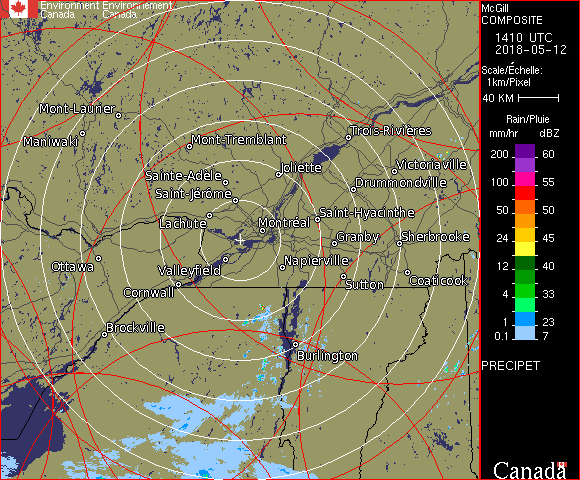 Environment Environnement
Canada Canada
McGill
COMPOSITE
1410 UTC
2018-05-12
Scale/Échelle:
1km/Pixel
40 KM
Rain/Pluie
mm/hr dBZ
200 60
100 55
50 50
24 45
12 40
4 33
1 23
0.1 7
PRECIPET
Canada
Mont-Laurier
Maniwaki
Mont-Tremblant
Trois-Rivières
Joliette
Victoriaville
Sainte-Adèle
Drummondville
Saint-Jérôme
Lachute
Saint-Hyacinthe
Montréal
Granby
Sherbrooke
Ottawa
Valleyfield
Napierville
Cornwall
Sutton
Coaticook
Brockville
Burlington